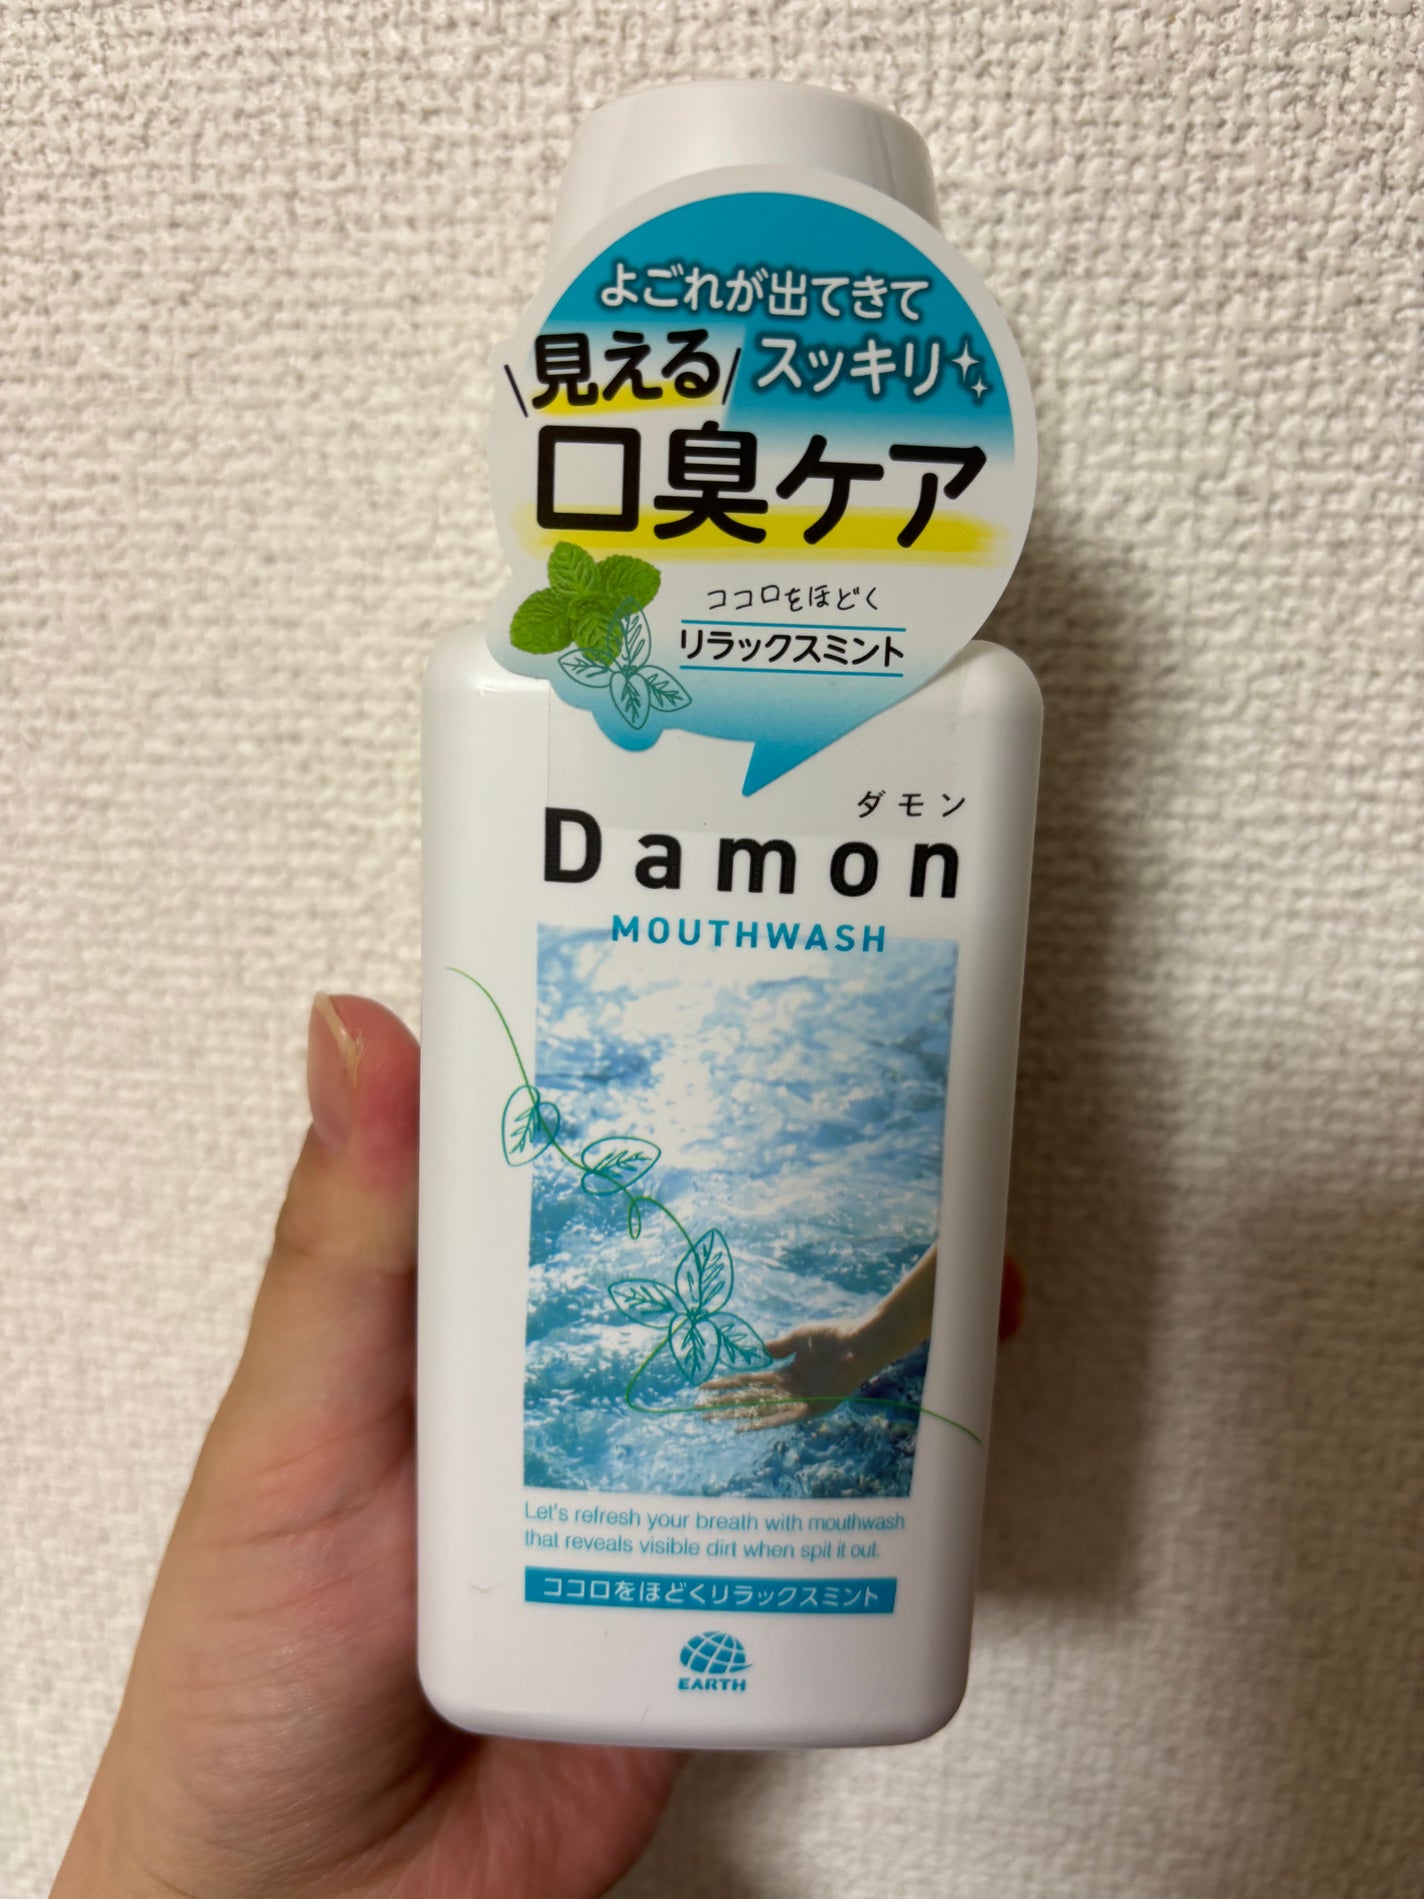 よごれが出てきて
見える スッキリ
口臭ケア
ココロをほどく
リラックスミント
ダモン
Damon
MOUTHWASH
Let's refresh your breath with mouthwash
that reveals visible dirt when spit it out.
ココロをほどくリラックスミント
EARTH